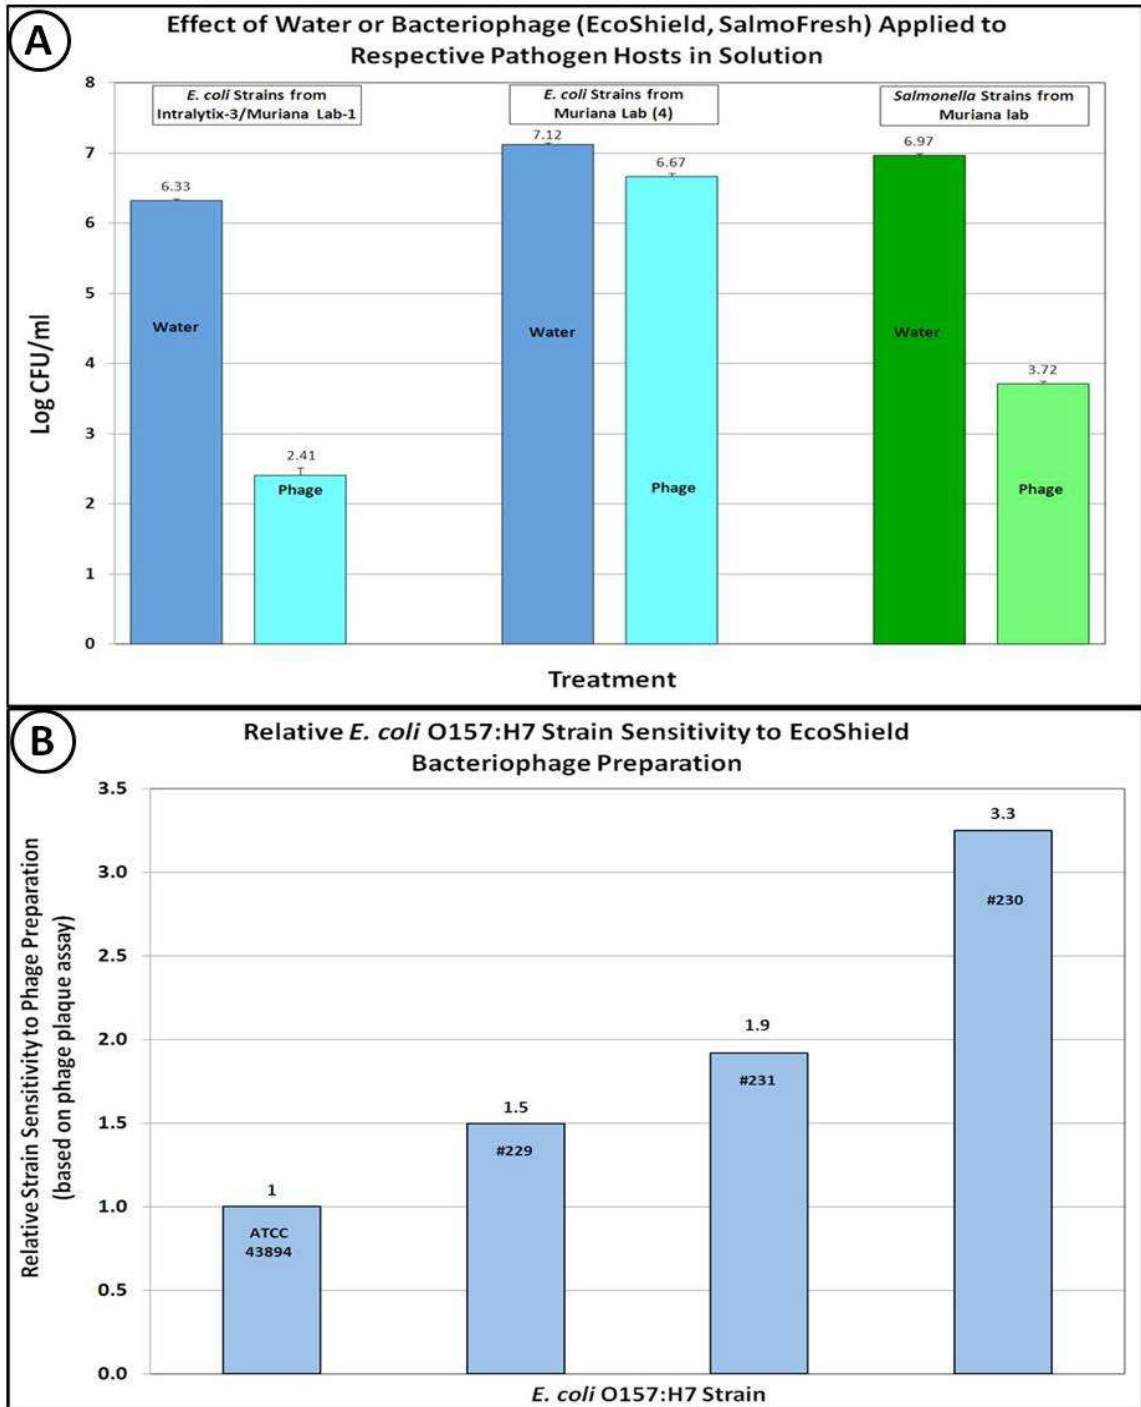 A
Effect of Water or Bacteriophage (EcoShield, SalmoFresh) Applied to
Respective Pathogen Hosts in Solution
8
7
6
5
4
3
2
1
0
Log CFU/ml
E. coli Strains from
Intralytix-3/Muriana Lab-1
E. coli Strains from
Muriana Lab (4)
Salmonella Strains from
Muriana lab
6.33
Water
2.41
Phage
7.12
Water
6.67
Phage
6.97
Water
3.72
Phage
Treatment
B
Relative E. coli O157:H7 Strain Sensitivity to EcoShield
Bacteriophage Preparation
3.5
3.0
2.5
2.0
1.5
1.0
0.5
0.0
Relative Strain Sensitivity to Phage Preparation
(based on phage plaque assay)
1
ATCC
43894
1.5
#229
1.9
#231
3.3
#230
E. coli O157:H7 Strain